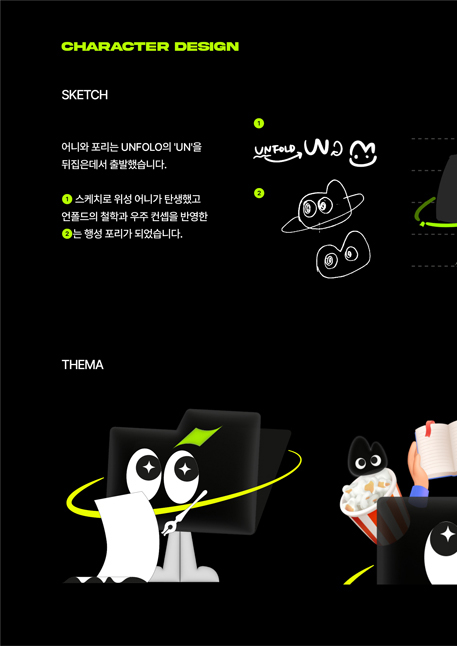 CHARACTER DESIGN
SKETCH
어니와 포리는 UNFOLO의 'UN'을
뒤집은데서 출발했습니다.
1 스케치로 위성 어니가 탄생했고
언폴드의 철학과 우주 컨셉을 반영한
2 는 행성 포리가 되었습니다.
1
UNFOLD
2
THEMA